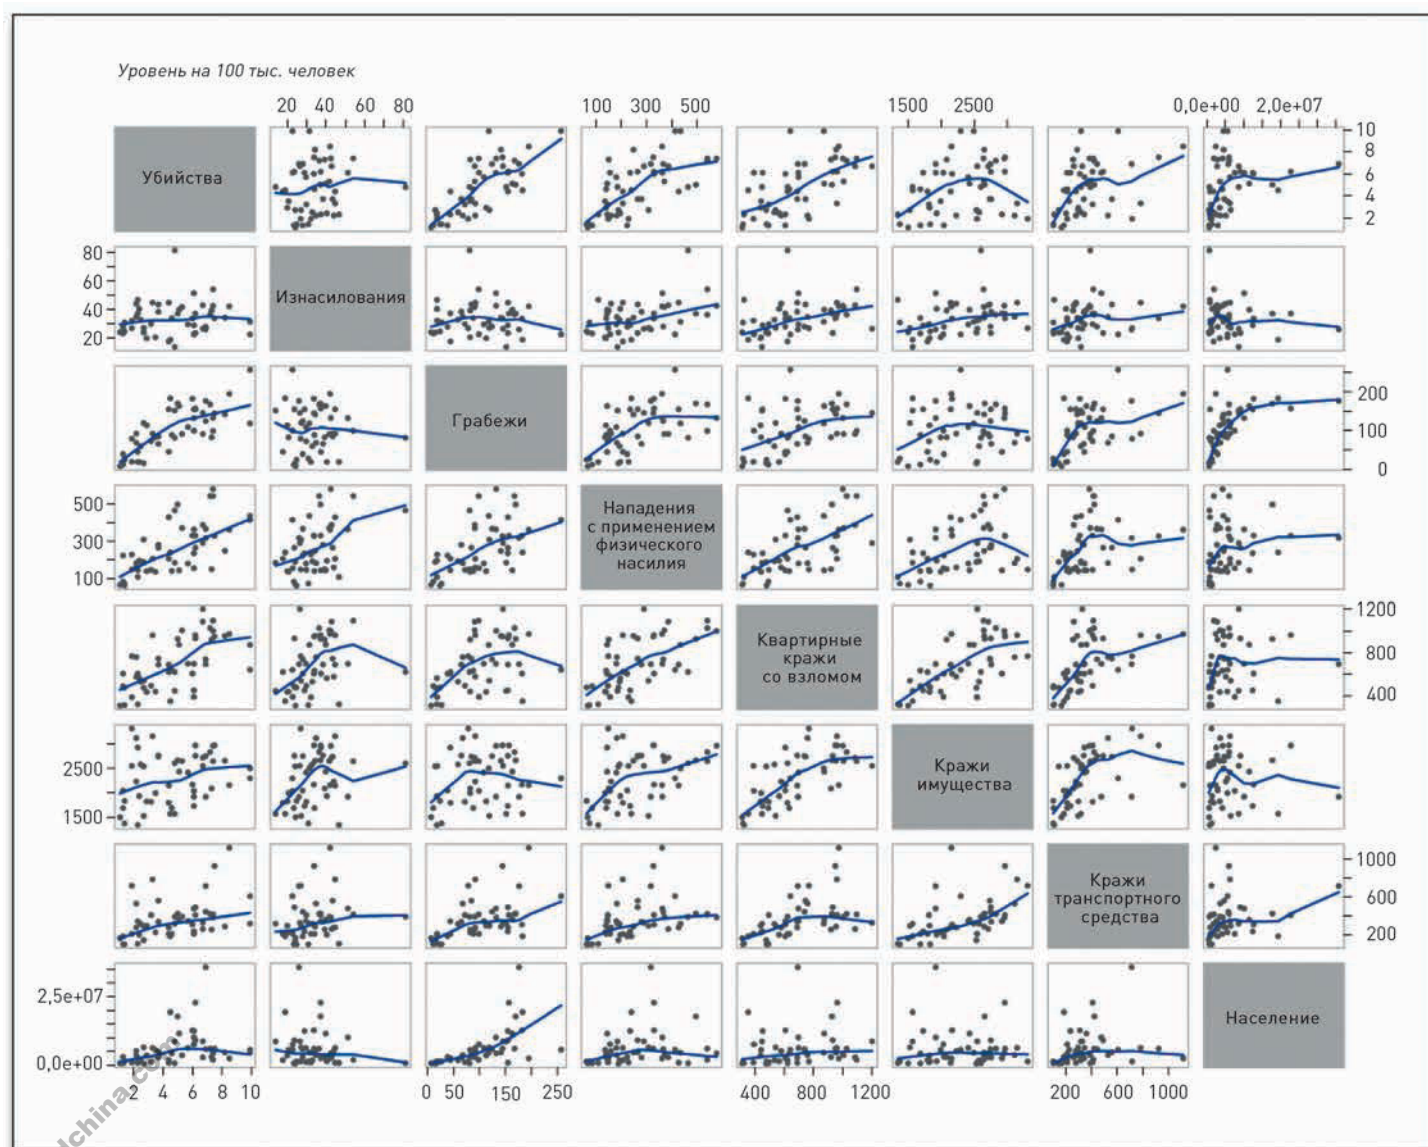 Уровень на 100 тыс. человек
20 40 60 80
100 300 500
1500 2500
0,0e+00 2,0e+07
Убийства
10
8
6
4
2
80
60
40
20
Изнасилования
Грабежи
200
100
0
500
300
100
Нападения
с применением
физического
насилия
Квартирные
кражи
со взломом
1200
800
400
2500
1500
Кражи
имущества
Кражи
транспортного
средства
1000
600
200
2,5e+07
0,0e+00
Население
2 4 6 8 10
0 50 150 250
400 800 1200
200 600 1000